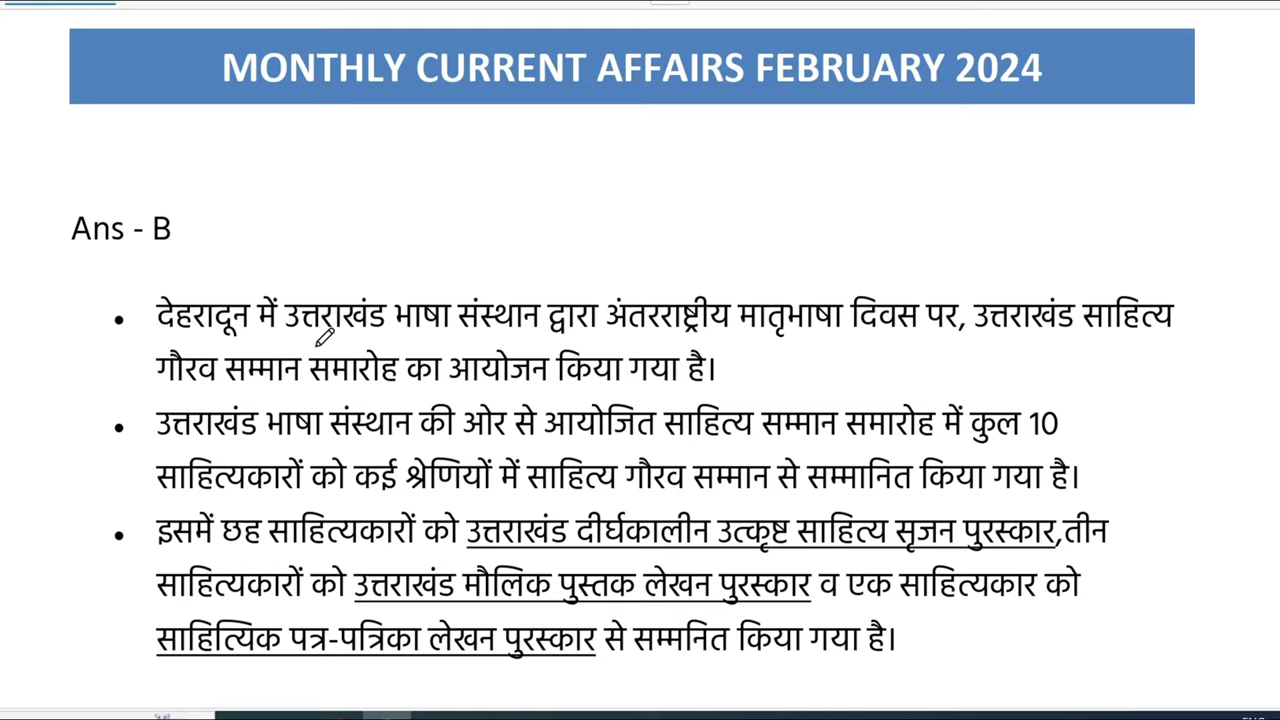 MONTHLY CURRENT AFFAIRS FEBRUARY 2024
Ans - B
• देहरादून में उत्तराखंड भाषा संस्थान द्वारा अंतरराष्ट्रीय मातृभाषा दिवस पर, उत्तराखंड साहित्य
गौरव सम्मान समारोह का आयोजन किया गया है।
• उत्तराखंड भाषा संस्थान की ओर से आयोजित साहित्य सम्मान समारोह में कुल 10
साहित्यकारों को कई श्रेणियों में साहित्य गौरव सम्मान से सम्मानित किया गया है।
• इसमें छह साहित्यकारों को उत्तराखंड दीर्घकालीन उत्कृष्ट साहित्य सृजन पुरस्कार,तीन
साहित्यकारों को उत्तराखंड मौलिक पुस्तक लेखन पुरस्कार व एक साहित्यकार को
साहित्यिक पत्र-पत्रिका लेखन पुरस्कार से सम्मनित किया गया है।